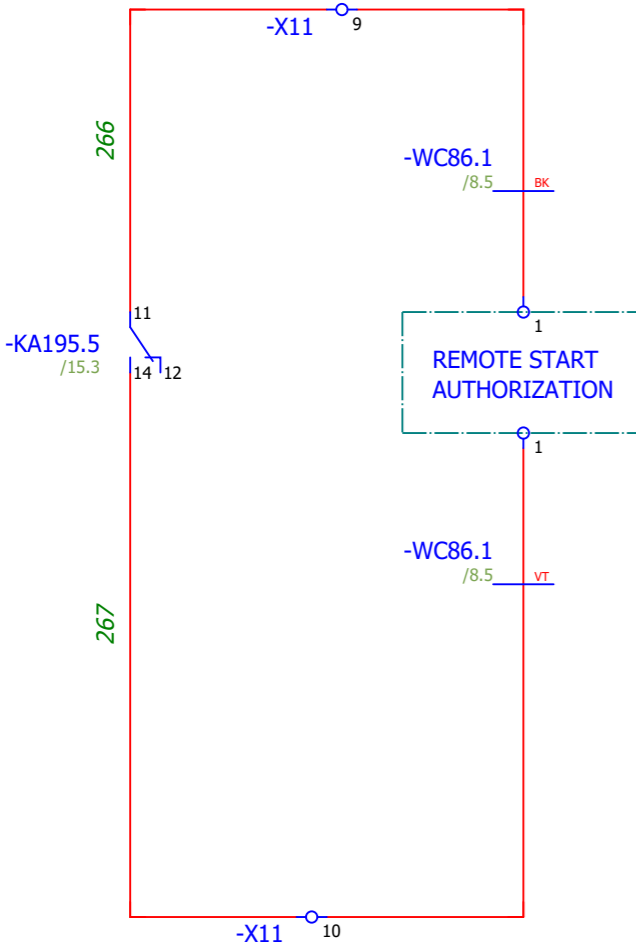 -X11 9
266
-WC86.1
/8.5 BK
11
-KA195.5
/15.3
14 12
1
REMOTE START
AUTHORIZATION
1
-WC86.1
/8.5 VT
267
-X11 10